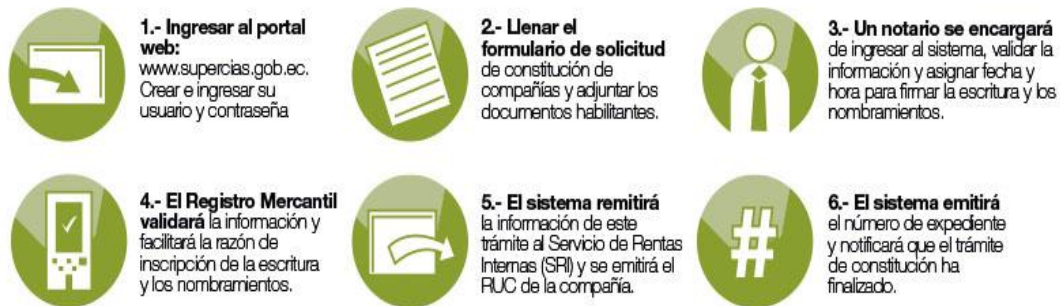 1.- Ingresar al portal
web:
www.supercias.gob.ec.
Crear e ingresar su
usuario y contraseña
2.- Llenar el
formulario de solicitud
de constitución de
compañías y adjuntar los
documentos habilitantes.
3.- Un notario se encargará
de ingresar al sistema, validar la
información y asignar fecha y
hora para firmar la escritura y los
nombramientos.
4.- El Registro Mercantil
validará la información y
facilitará la razón de
inscripción de la escritura
y los nombramientos.
5.- El sistema remitirá
la información de este
trámite al Servicio de Rentas
Internas (SRI) y se emitirá el
RUC de la compañía.
#
6.- El sistema emitirá
el número de expediente
y notificará que el trámite
de constitución ha
finalizado.